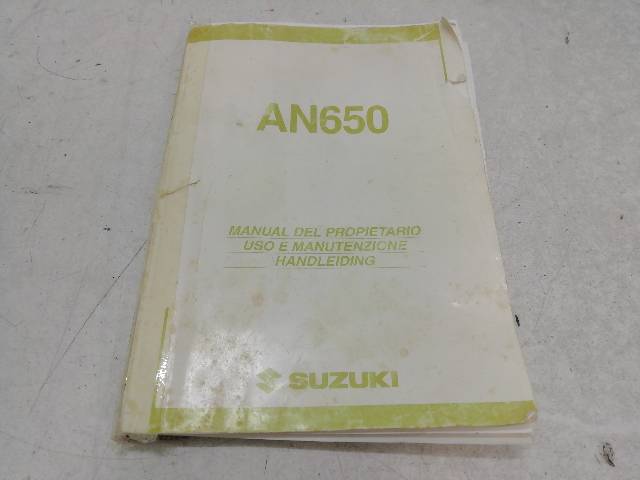 AN650
MANUAL DEL PROPIETARIO
USO E MANUTENZIONE
HANDLEIDING
SUZUKI